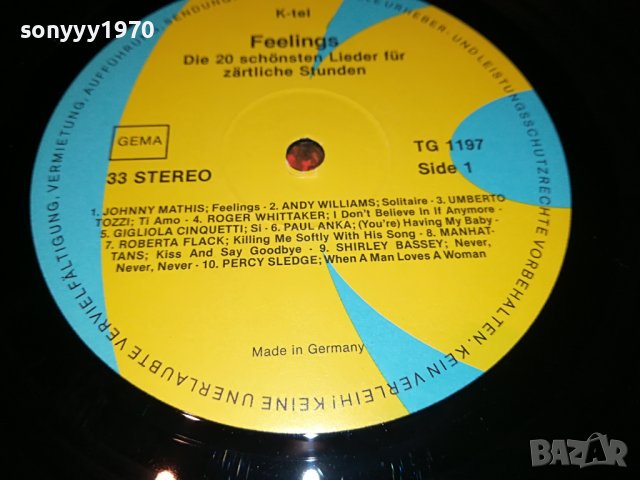 sonyyy1970
K-tel
Feelings
Die 20 schönsten Lieder für
zärtliche Stunden
GEMA
TG 1197
33 STEREO
Side 1
1. JOHNNY MATHIS; Feelings · 2. ANDY WILLIAMS; Solitaire · 3. UMBERTO
TOZZI; Ti Amo · 4. ROGER WHITTAKER; I Don't Believe In If Anymore ·
5. GIGLIOLA CINQUETTI; Si · 6. PAUL ANKA; (You're) Having My Baby ·
7. ROBERTA FLACK; Killing Me Softly With His Song · 8. MANHAT-
TANS; Kiss And Say Goodbye · 9. SHIRLEY BASSEY; Never,
Never, Never · 10. PERCY SLEDGE; When A Man Loves A Woman
Made in Germany
URHEBER- UND LEISTUNGSSCHUTZRECHTE VORBEHALTEN. KEIN VERLEIH! KEINE UNERLAUBTE VERVIELFÄLTIGUNG, VERMIETUNG, AUFFÜHRUNG, SENDUNG
BAZAR.bg